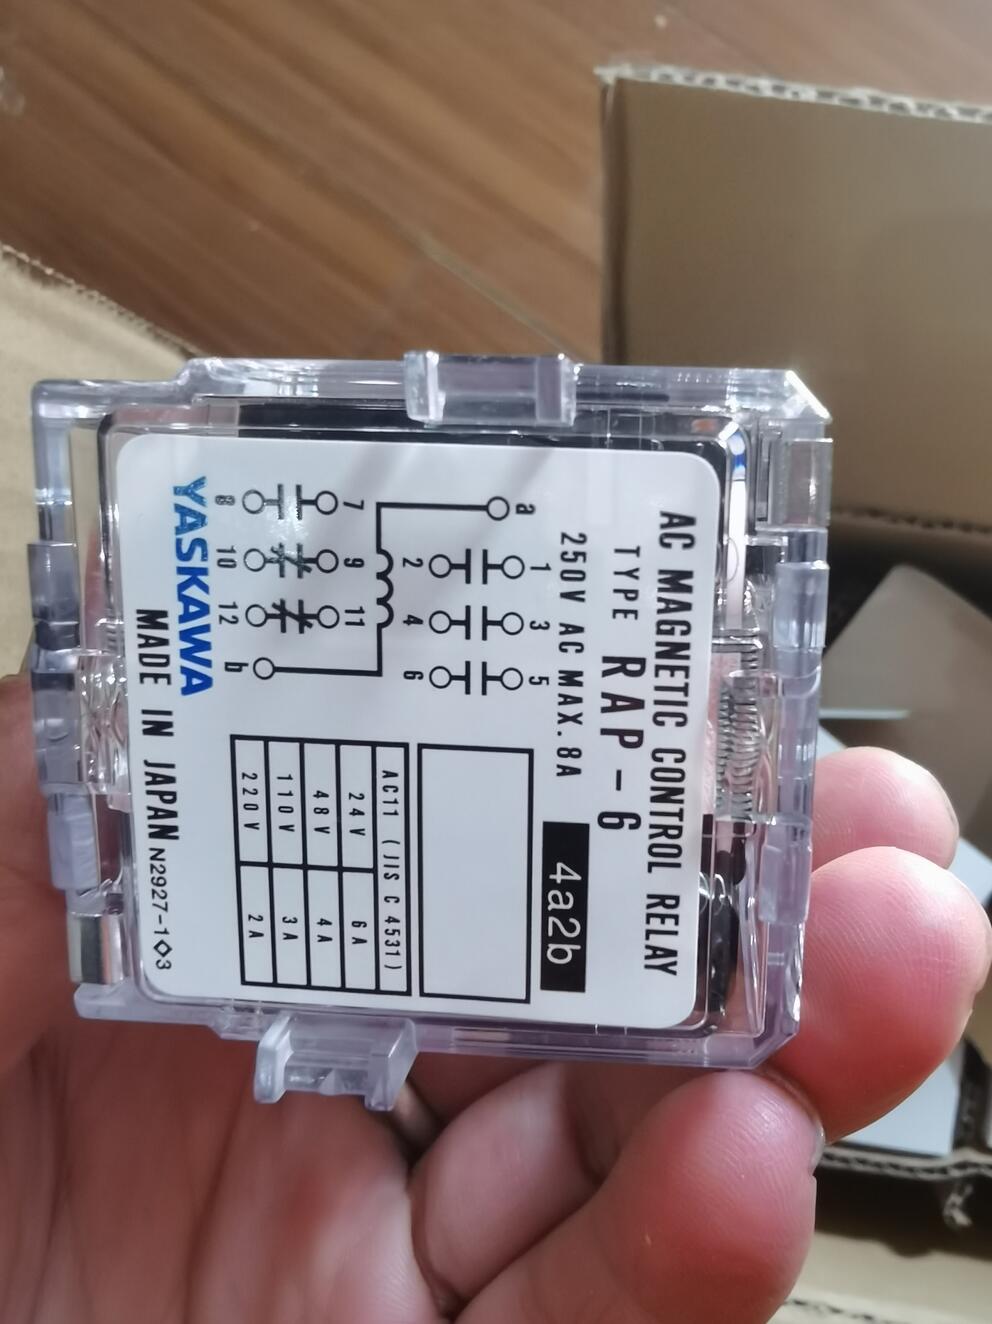 AC MAGNETIC CONTROL RELAY
TYPE RAP-6 4a2b
250V AC MAX. 8A
a 1 3 5
2 4 6
7 9 11
8 10 12 b
AC11 (JIS C 4531)
24V 6A
48V 4A
110V 3A
220V 2A
YASKAWA
MADE IN JAPAN N2927-1◇3